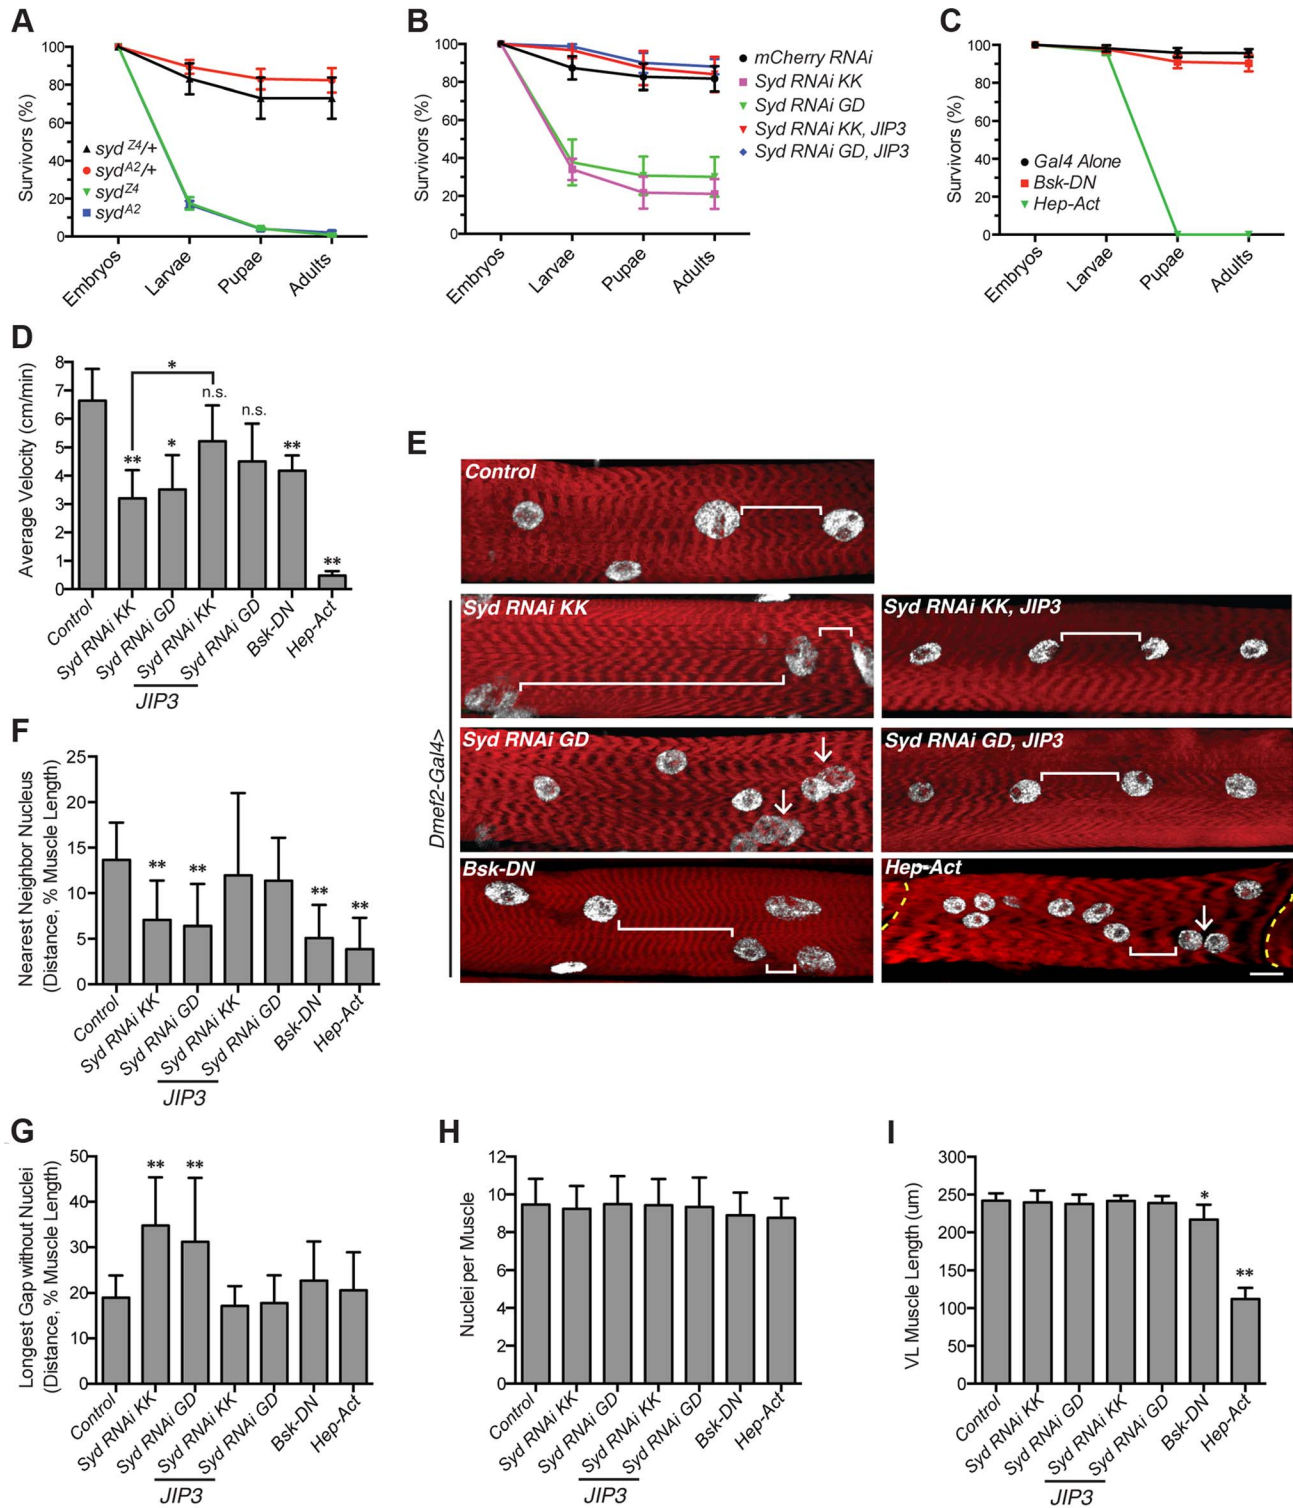 A
Survivors (%)
100
80
60
40
20
0
syd Z4/+
syd A2/+
syd Z4
syd A2
Embryos
Larvae
Pupae
Adults
B
Survivors (%)
100
80
60
40
20
0
mCherry RNAi
Syd RNAi KK
Syd RNAi GD
Syd RNAi KK, JIP3
Syd RNAi GD, JIP3
Embryos
Larvae
Pupae
Adults
C
Survivors (%)
100
80
60
40
20
0
Gal4 Alone
Bsk-DN
Hep-Act
Embryos
Larvae
Pupae
Adults
D
Average Velocity (cm/min)
8
7
6
5
4
3
2
1
0
**
*
*
n.s.
n.s.
**
**
Control
Syd RNAi KK
Syd RNAi GD
Syd RNAi KK
Syd RNAi GD
Bsk-DN
Hep-Act
JIP3
E
Control
Dmef2-Gal4>
Syd RNAi KK
Syd RNAi KK, JIP3
Syd RNAi GD
Syd RNAi GD, JIP3
Bsk-DN
Hep-Act
F
Nearest Neighbor Nucleus
(Distance, % Muscle Length)
25
20
15
10
5
0
**
**
**
**
Control
Syd RNAi KK
Syd RNAi GD
Syd RNAi KK
Syd RNAi GD
Bsk-DN
Hep-Act
JIP3
G
Longest Gap without Nuclei
(Distance, % Muscle Length)
50
40
30
20
10
0
**
**
Control
Syd RNAi KK
Syd RNAi GD
Syd RNAi KK
Syd RNAi GD
Bsk-DN
Hep-Act
JIP3
H
Nuclei per Muscle
12
10
8
6
4
2
0
Control
Syd RNAi KK
Syd RNAi GD
Syd RNAi KK
Syd RNAi GD
Bsk-DN
Hep-Act
JIP3
I
VL Muscle Length (um)
300
250
200
150
100
50
0
*
**
Control
Syd RNAi KK
Syd RNAi GD
Syd RNAi KK
Syd RNAi GD
Bsk-DN
Hep-Act
JIP3